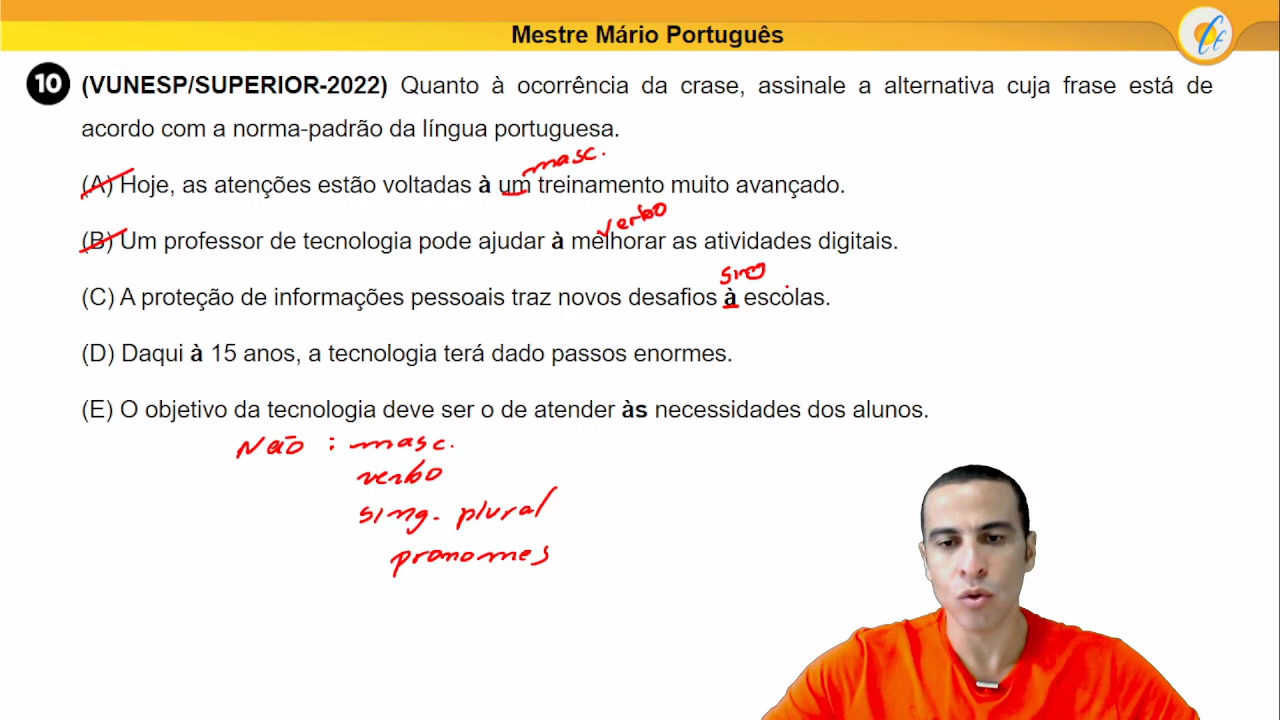 Mestre Mário Português
10 (VUNESP/SUPERIOR-2022) Quanto à ocorrência da crase, assinale a alternativa cuja frase está de
acordo com a norma-padrão da língua portuguesa.
masc.
(A) Hoje, as atenções estão voltadas à um treinamento muito avançado.
verbo
(B) Um professor de tecnologia pode ajudar à melhorar as atividades digitais.
sing
(C) A proteção de informações pessoais traz novos desafios à escolas.
(D) Daqui à 15 anos, a tecnologia terá dado passos enormes.
(E) O objetivo da tecnologia deve ser o de atender às necessidades dos alunos.
Não : masc.
verbo
sing. plural
pronomes